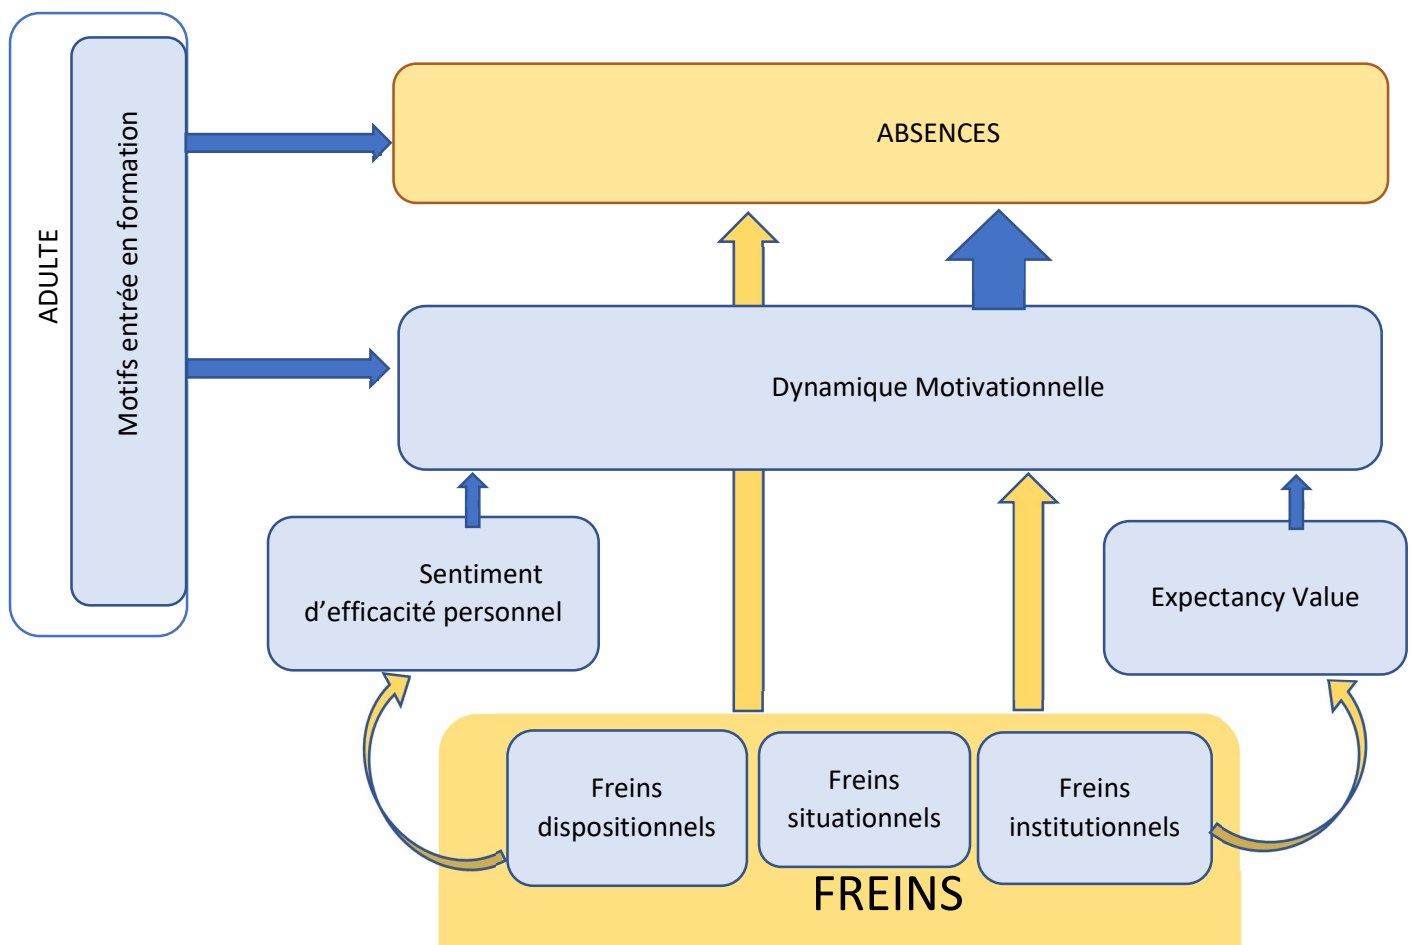 ADULTE
Motifs entrée en formation
ABSENCES
Dynamique Motivationnelle
Sentiment
d’efficacité personnel
Expectancy Value
Freins
dispositionnels
Freins
situationnels
Freins
institutionnels
FREINS